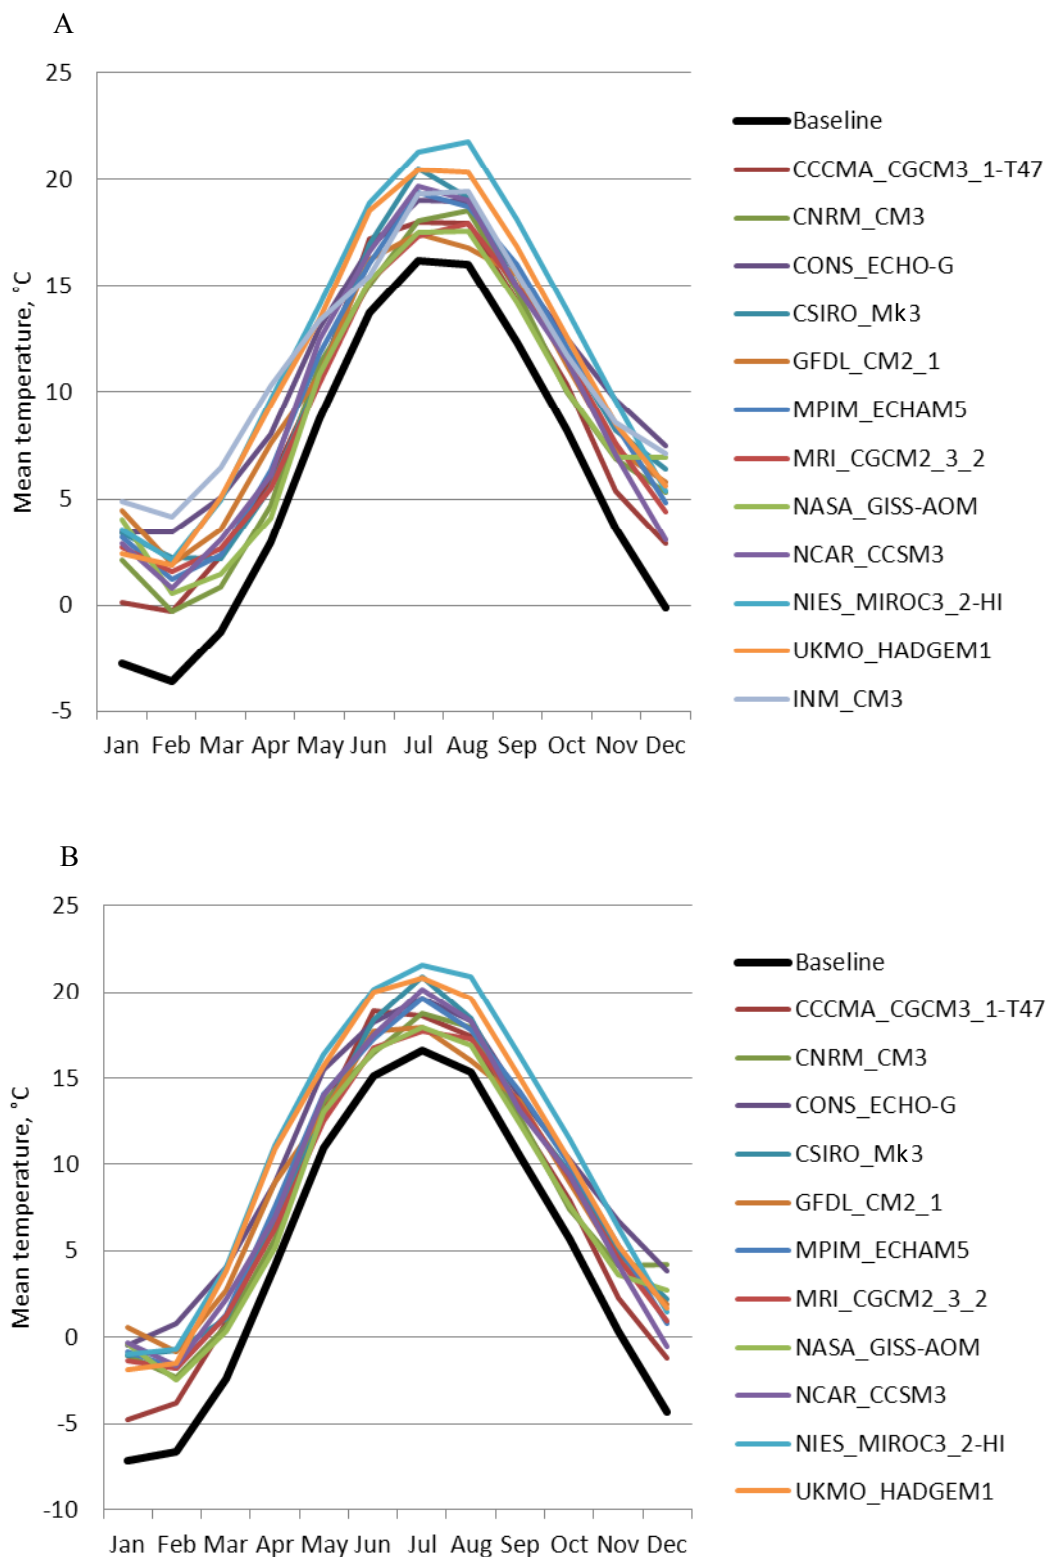 A
25
20
15
10
5
0
-5
Mean temperature, °C
Jan Feb Mar Apr May Jun Jul Aug Sep Oct Nov Dec
Baseline
CCCMA_CGCM3_1-T47
CNRM_CM3
CONS_ECHO-G
CSIRO_Mk3
GFDL_CM2_1
MPIM_ECHAM5
MRI_CGCM2_3_2
NASA_GISS-AOM
NCAR_CCSM3
NIES_MIROC3_2-HI
UKMO_HADGEM1
INM_CM3
B
25
20
15
10
5
0
-5
-10
Mean temperature, °C
Jan Feb Mar Apr May Jun Jul Aug Sep Oct Nov Dec
Baseline
CCCMA_CGCM3_1-T47
CNRM_CM3
CONS_ECHO-G
CSIRO_Mk3
GFDL_CM2_1
MPIM_ECHAM5
MRI_CGCM2_3_2
NASA_GISS-AOM
NCAR_CCSM3
NIES_MIROC3_2-HI
UKMO_HADGEM1